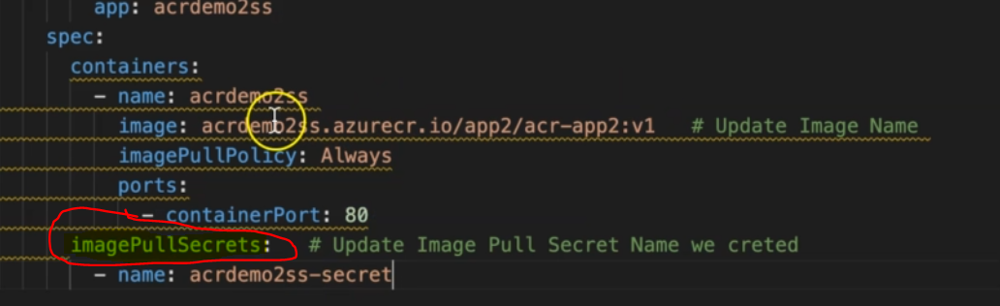 app: acrdemo2ss
spec:
containers:
- name: acrdemo2ss
image: acrdemo2ss.azurecr.io/app2/acr-app2:v1 # Update Image Name
imagePullPolicy: Always
ports:
- containerPort: 80
imagePullSecrets: # Update Image Pull Secret Name we creted
- name: acrdemo2ss-secret